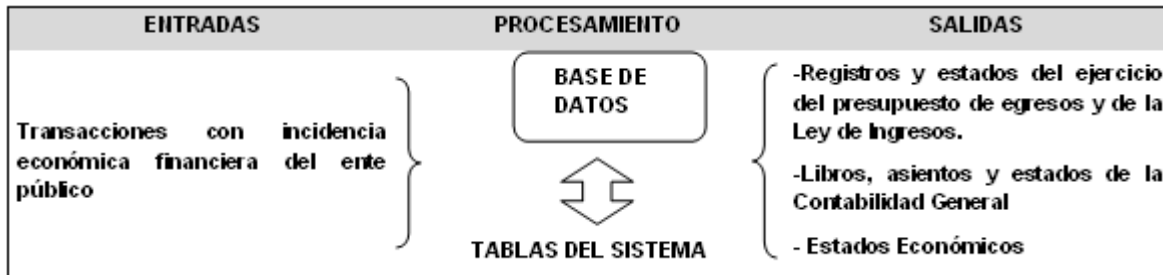 ENTRADAS PROCESAMIENTO SALIDAS
Transacciones con incidencia
económica financiera del ente
público
BASE DE
DATOS
TABLAS DEL SISTEMA
-Registros y estados del ejercicio
del presupuesto de egresos y de la
Ley de Ingresos.
-Libros, asientos y estados de la
Contabilidad General
- Estados Económicos